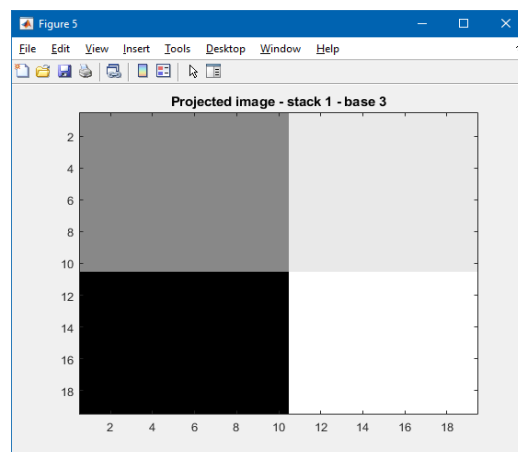 Figure 5
File Edit View Insert Tools Desktop Window Help
Projected image - stack 1 - base 3
2
4
6
8
10
12
14
16
18
2 4 6 8 10 12 14 16 18